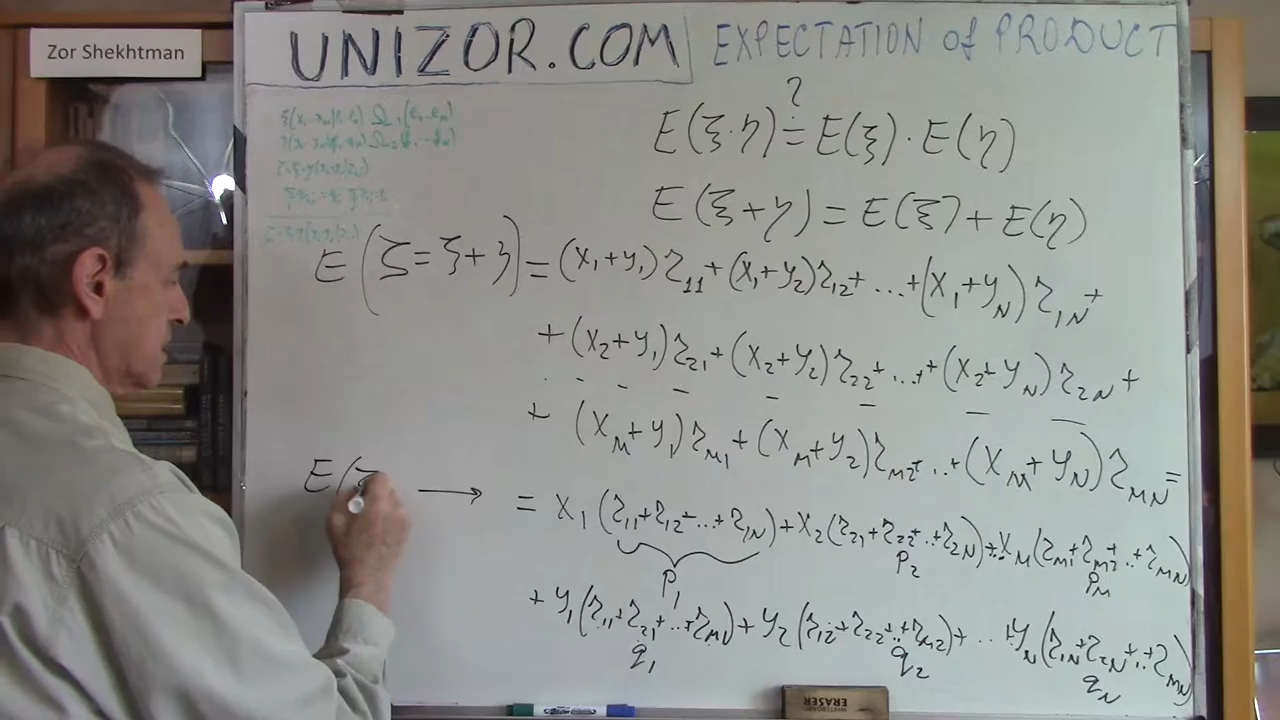 Zor Shekhtman
UNIZOR.COM
EXPECTATION of PRODUCT
?
E(ξ·η) = E(ξ)·E(η)
E(ξ+η) = E(ξ) + E(η)
E(ζ=ξ+η) = (x₁+y₁)r₁₁+(x₁+y₂)r₁₂+...+(x₁+y_N)r₁N+
+(x₂+y₁)r₂₁+(x₂+y₂)r₂₂+...+(x₂+y_N)r₂N+
+(x_M+y₁)r_M1+(x_M+y₂)r_M2+..+(x_M+y_N)r_MN=
E(ξ → = x₁(r₁₁+r₁₂+...+r₁N)+x₂(r₂₁+r₂₂+..+r₂N)+..x_M(r_M1+r_M2+..+r_MN)
p₁ p₂ p_M
+y₁(r₁₁+r₂₁+...+r_M1)+y₂(r₁₂+r₂₂+..+r_M2)+...+y_N(r₁N+r₂N+..+r_MN)
q₁ q₂ q_N
ERASER